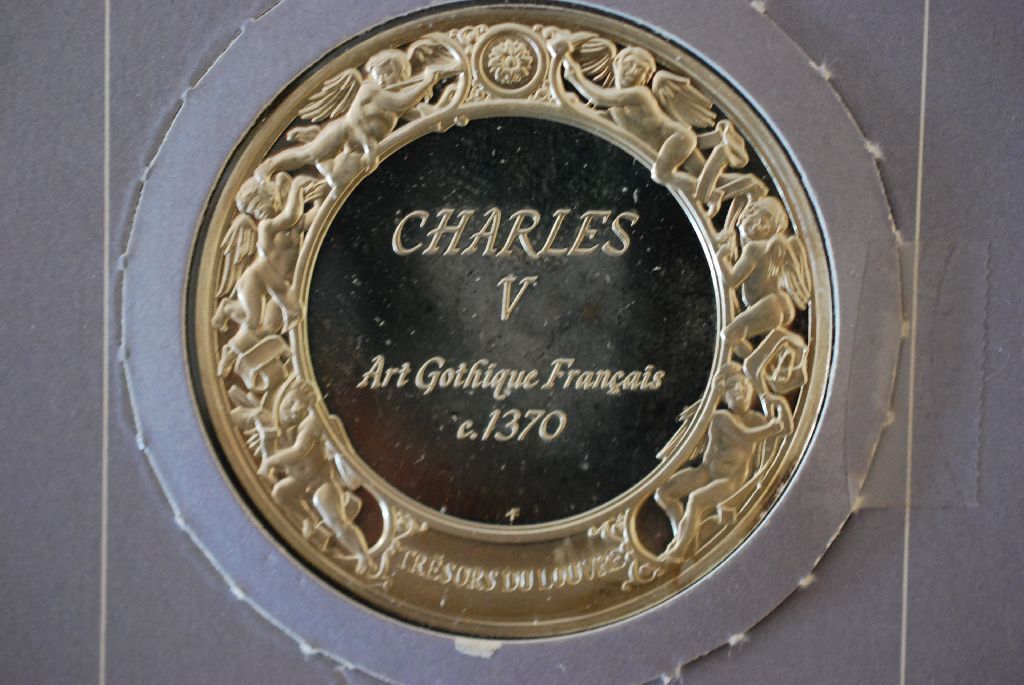 CHARLES
V
Art Gothique Français
c.1370
TRÉSORS DU LOUVRE